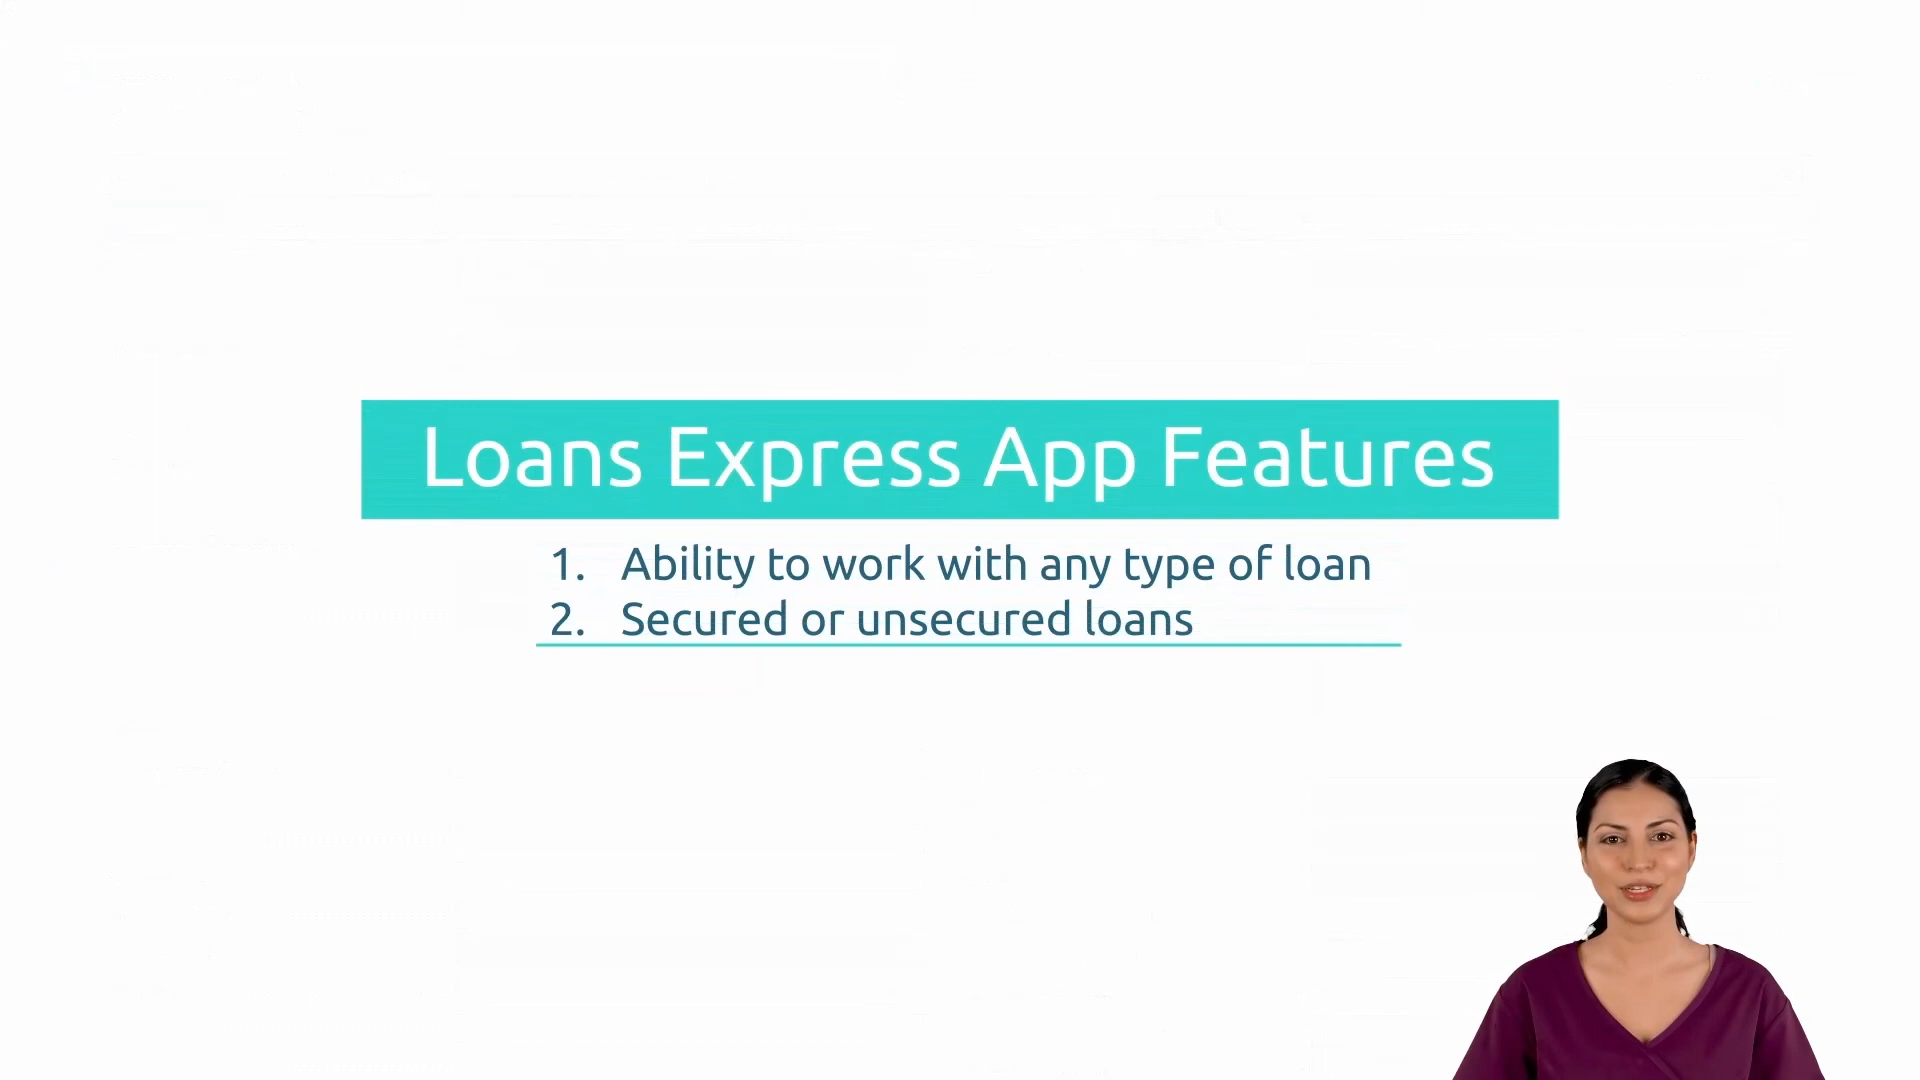 Loans Express App Features
1. Ability to work with any type of loan
2. Secured or unsecured loans